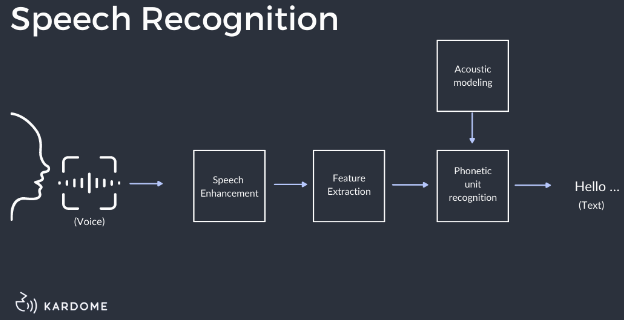 Speech Recognition
Acoustic
modeling
Speech
Enhancement
Feature
Extraction
Phonetic
unit
recognition
Hello ...
(Text)
(Voice)
KARDOME